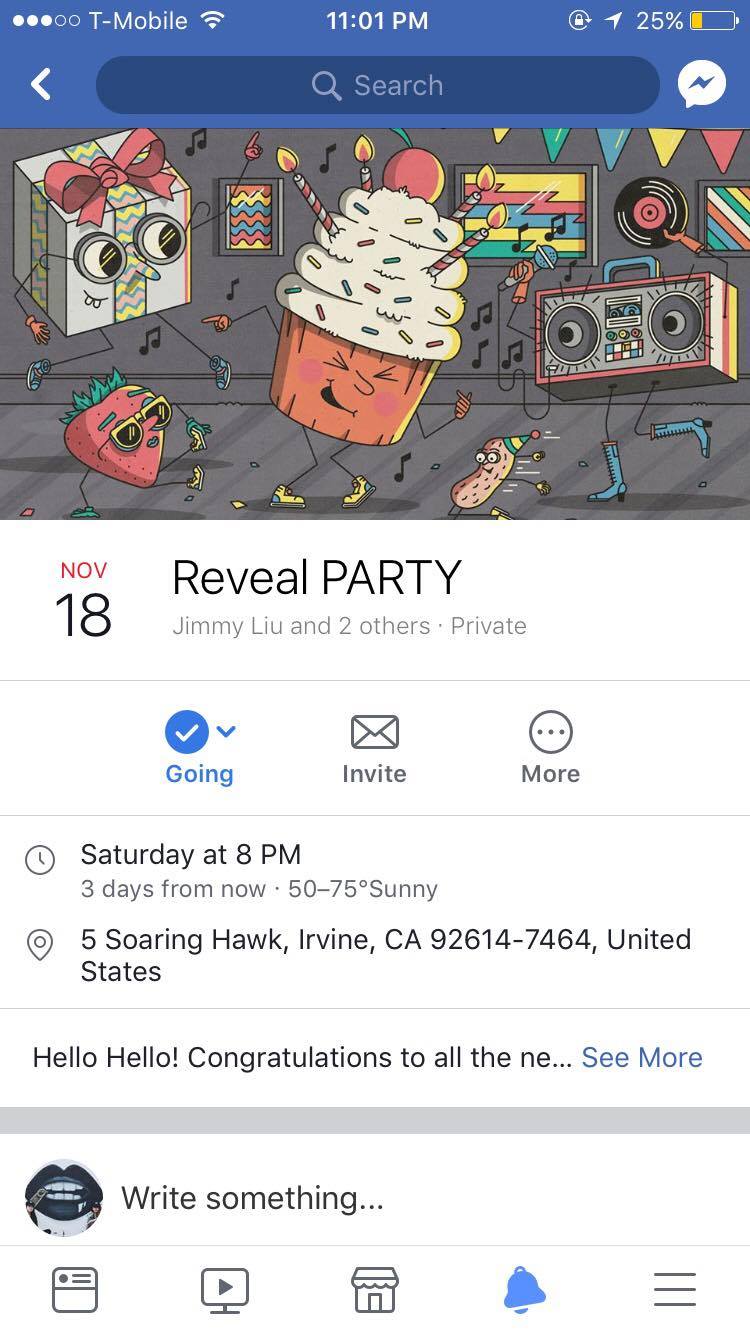 T-Mobile 11:01 PM 25%
Search
NOV
18
Reveal PARTY
Jimmy Liu and 2 others · Private
Going Invite More
Saturday at 8 PM
3 days from now · 50–75°Sunny
5 Soaring Hawk, Irvine, CA 92614-7464, United
States
Hello Hello! Congratulations to all the ne... See More
Write something...